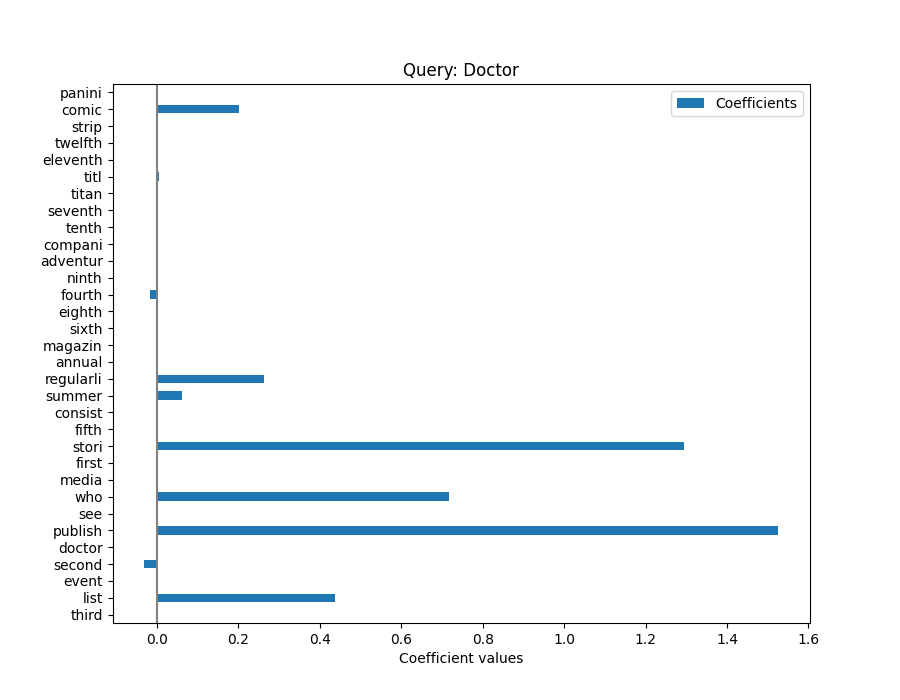 Query: Doctor
Coefficients
panini
comic
strip
twelfth
eleventh
titl
titan
seventh
tenth
compani
adventur
ninth
fourth
eighth
sixth
magazin
annual
regularli
summer
consist
fifth
stori
first
media
who
see
publish
doctor
second
event
list
third
0.0 0.2 0.4 0.6 0.8 1.0 1.2 1.4 1.6
Coefficient values